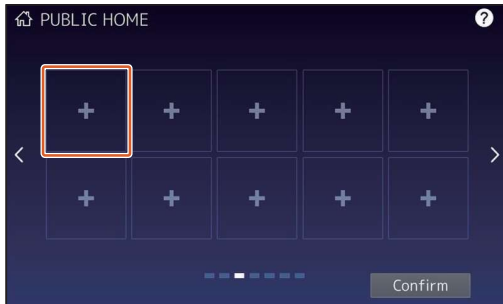 PUBLIC HOME
?
+ + + + +
+ + + + +
< >
Confirm